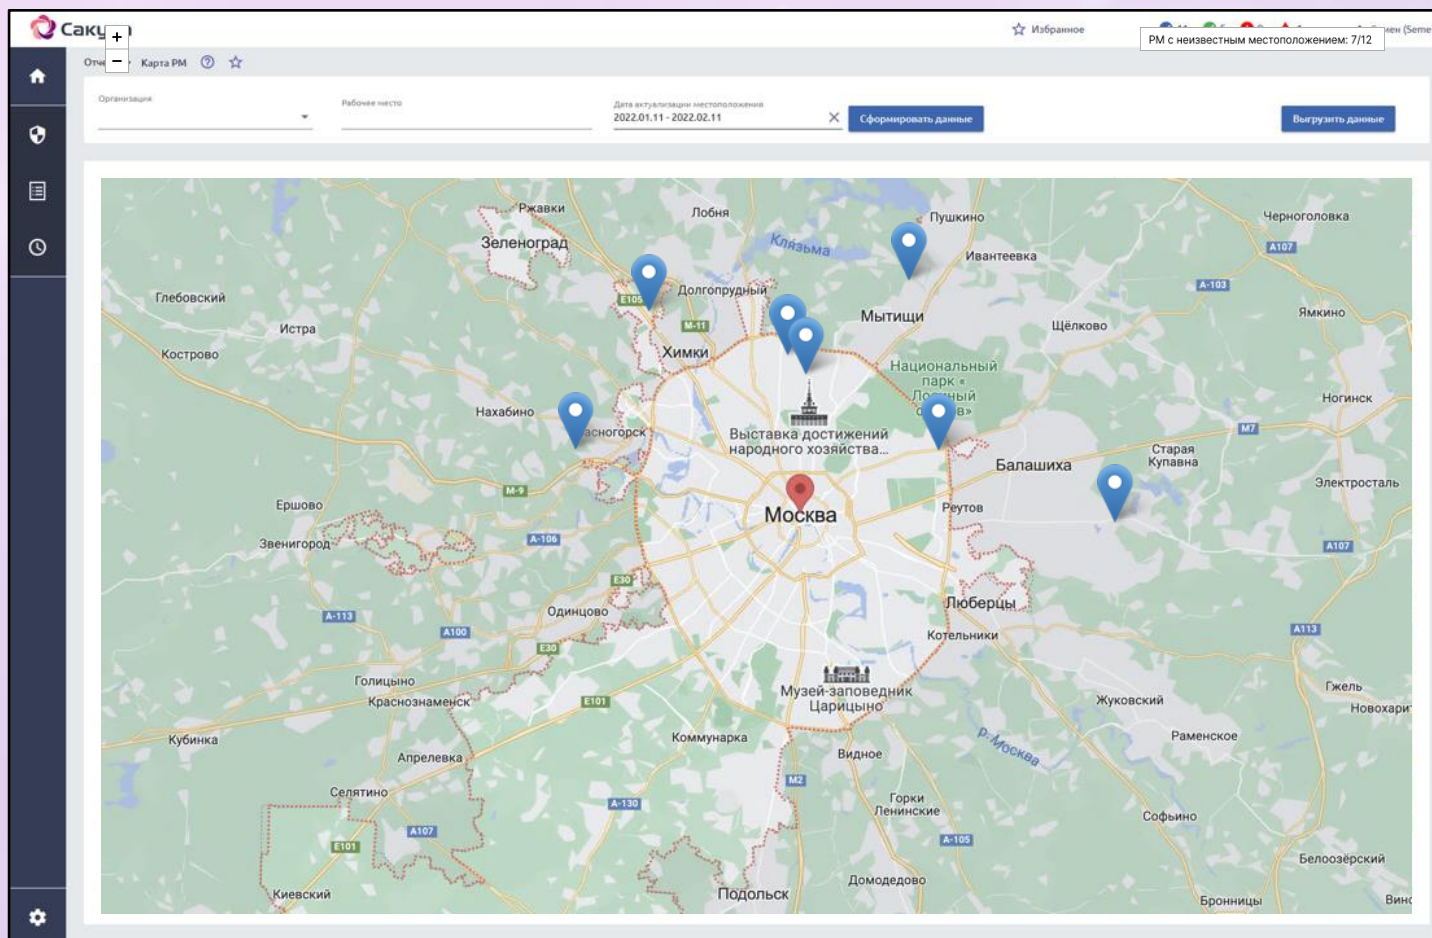 Избранное
РМ с неизвестным местоположением: 7/12
+
−
Карта РМ
Организация
Рабочее место
Дата актуализации местоположения
2022.01.11 - 2022.02.11
Сформировать данные
Выгрузить данные
Ржавки
Лобня
Пушкино
Черноголовка
Зеленоград
Клязьма
A107
Ивантеевка
A-103
Глебовский
E105
Долгопрудный
Истра
M-11
Мытищи
Щёлково
Ямкино
Кострово
Химки
Национальный
парк «
Ногинск
Нахабино
M7
Выставка достижений
народного хозяйства...
Старая
Купавна
Балашиха
Электросталь
M-9
Ершово
Москва
Реутов
Звенигород
A-106
A107
E30
Одинцово
Люберцы
A-113
A100
Котельники
A113
E30
Голицыно
Краснознаменск
E101
Музей-заповедник
Царицыно
Жуковский
Гжель
Кубинка
Коммунарка
р. Москва
Раменское
Апрелевка
Видное
M2
Селятино
A-130
Горки
Ленинские
Софьино
A107
E101
A-105
Белоозёрский
Киевский
Подольск
Домодедово
Бронницы